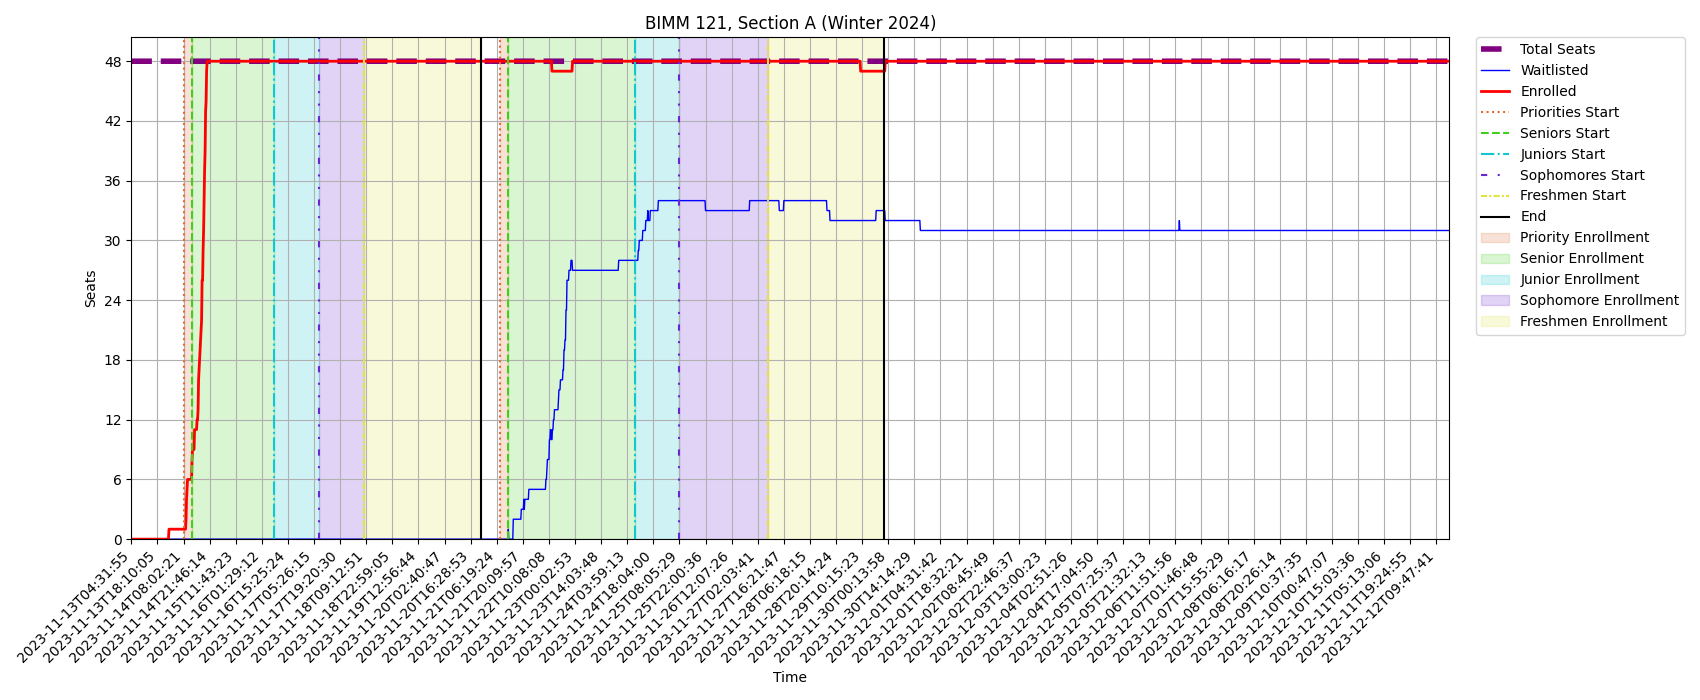 BIMM 121, Section A (Winter 2024)
Seats
48
42
36
30
24
18
12
6
0
2023-11-13T04:31:55
2023-11-13T18:10:05
2023-11-14T08:02:21
2023-11-14T21:46:14
2023-11-15T11:43:23
2023-11-16T01:29:12
2023-11-16T15:25:24
2023-11-17T05:26:15
2023-11-17T19:20:30
2023-11-18T09:12:51
2023-11-18T22:59:05
2023-11-19T12:56:44
2023-11-20T02:40:47
2023-11-20T16:28:53
2023-11-21T06:19:24
2023-11-21T20:09:57
2023-11-22T10:08:08
2023-11-23T00:02:53
2023-11-23T14:03:48
2023-11-24T03:59:13
2023-11-24T18:04:00
2023-11-25T08:05:29
2023-11-25T22:00:36
2023-11-26T12:07:26
2023-11-27T02:03:41
2023-11-27T16:21:47
2023-11-28T06:18:15
2023-11-28T20:14:24
2023-11-29T10:15:23
2023-11-30T00:13:58
2023-11-30T14:14:29
2023-12-01T04:31:42
2023-12-01T18:32:21
2023-12-02T08:45:49
2023-12-02T22:46:37
2023-12-03T13:00:23
2023-12-04T02:51:26
2023-12-04T17:04:50
2023-12-05T07:25:37
2023-12-05T21:32:13
2023-12-06T11:51:56
2023-12-07T01:46:48
2023-12-07T15:55:29
2023-12-08T06:16:17
2023-12-08T20:26:14
2023-12-09T10:37:35
2023-12-10T00:47:07
2023-12-10T15:03:36
2023-12-11T05:13:06
2023-12-11T19:24:55
2023-12-12T09:47:41
Time
Total Seats
Waitlisted
Enrolled
Priorities Start
Seniors Start
Juniors Start
Sophomores Start
Freshmen Start
End
Priority Enrollment
Senior Enrollment
Junior Enrollment
Sophomore Enrollment
Freshmen Enrollment